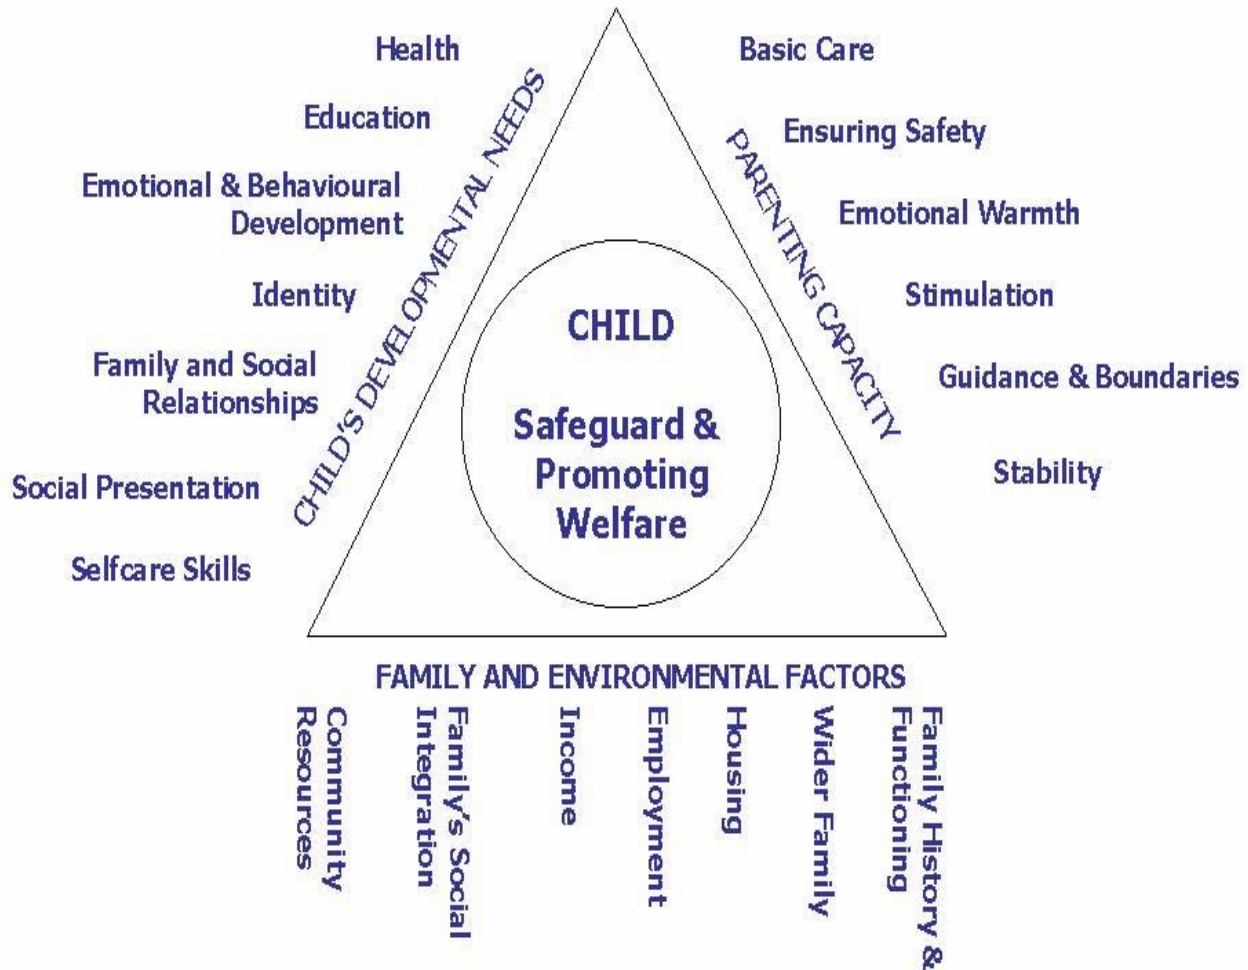 Health
Education
Emotional & Behavioural
Development
Identity
Family and Social
Relationships
Social Presentation
Selfcare Skills
CHILD'S DEVELOPMENTAL NEEDS
CHILD
Safeguard &
Promoting
Welfare
PARENTING CAPACITY
Basic Care
Ensuring Safety
Emotional Warmth
Stimulation
Guidance & Boundaries
Stability
FAMILY AND ENVIRONMENTAL FACTORS
Community
Resources
Family's Social
Integration
Income
Employment
Housing
Wider Family
Family History &
Functioning